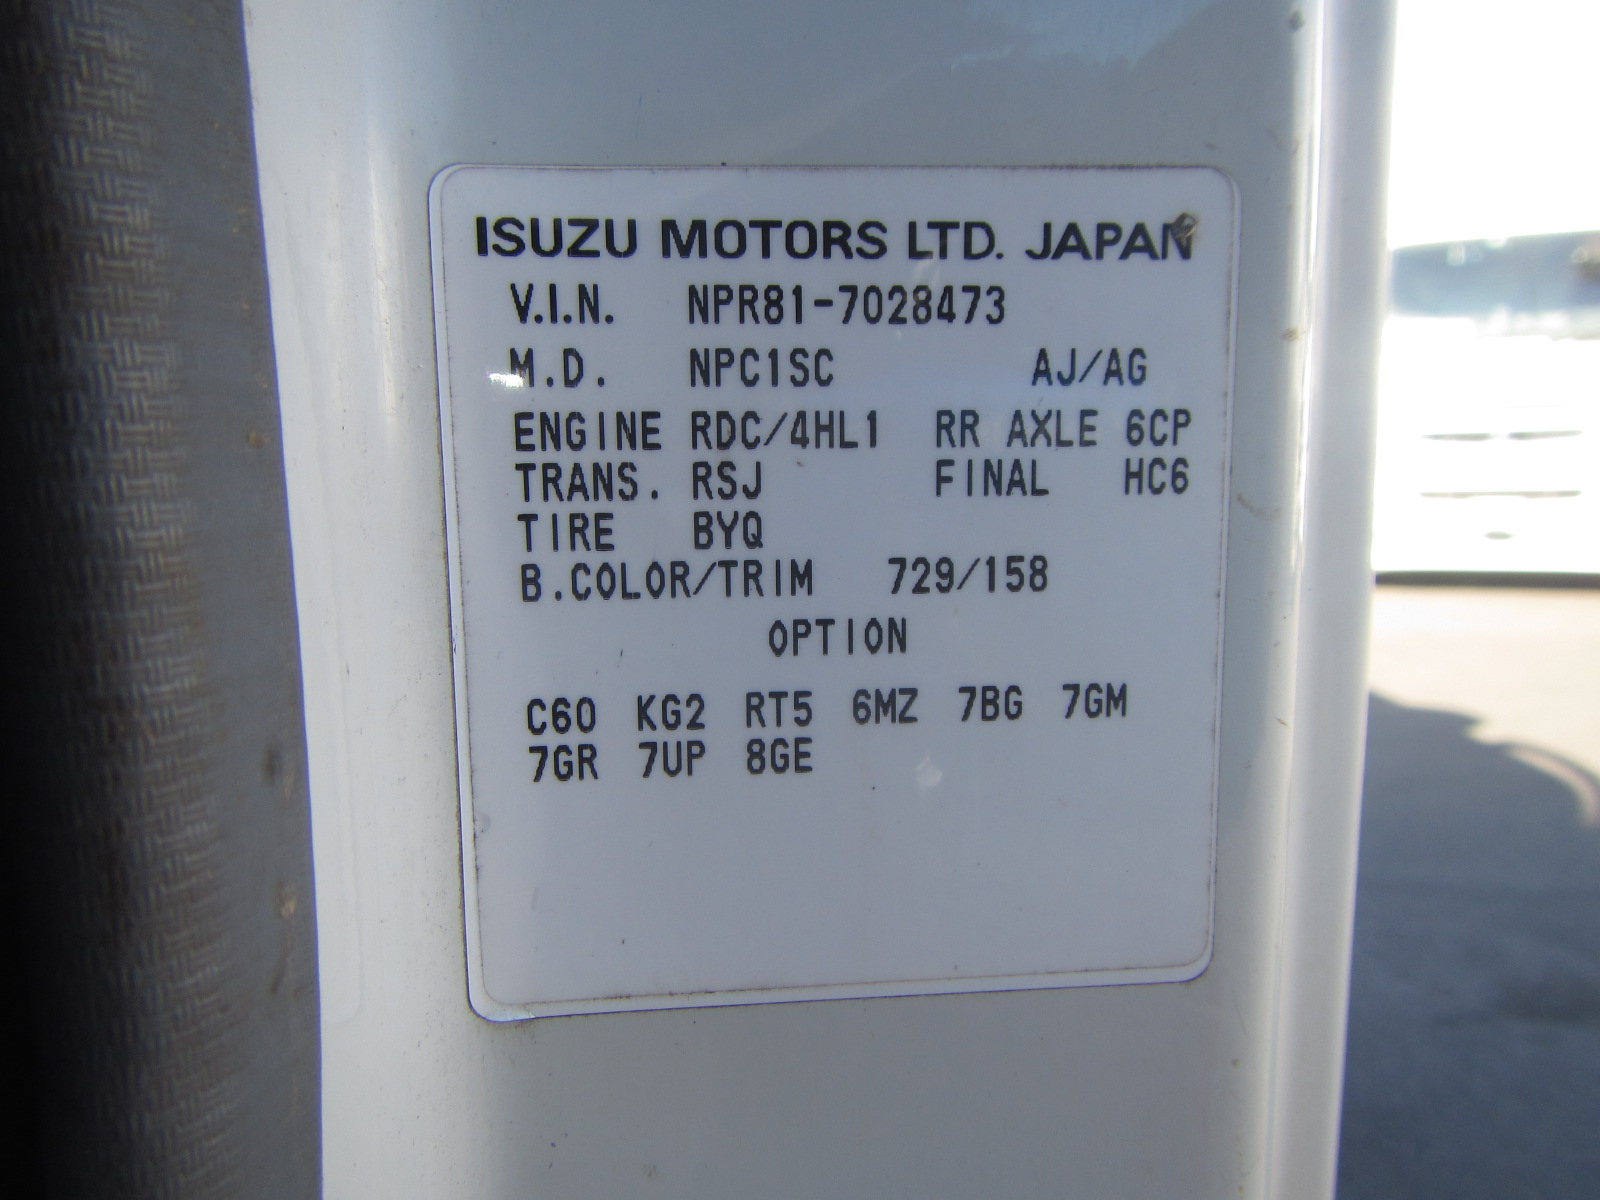 ISUZU MOTORS LTD. JAPAN
V.I.N. NPR81-7028473
M.D. NPC1SC AJ/AG
ENGINE RDC/4HL1 RR AXLE 6CP
TRANS. RSJ FINAL HC6
TIRE BYQ
B.COLOR/TRIM 729/158
OPTION
C60 KG2 RT5 6MZ 7BG 7GM
7GR 7UP 8GE